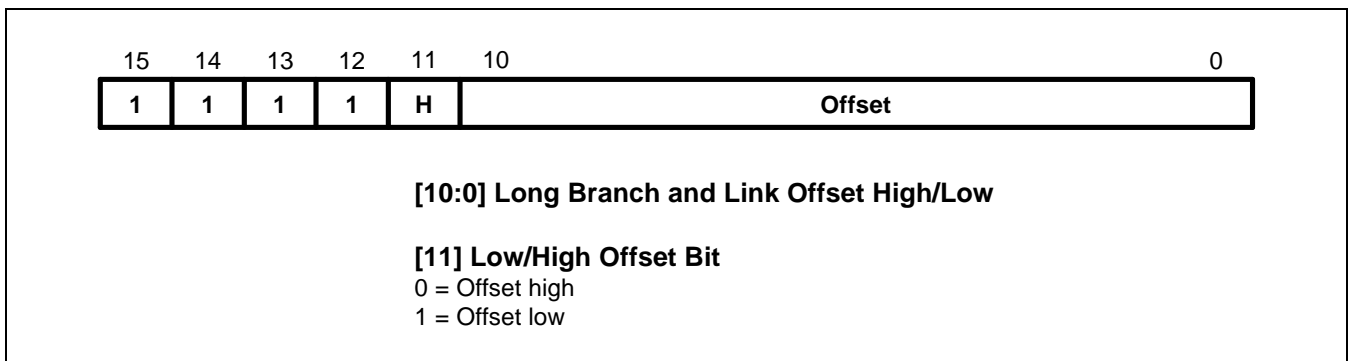 15 14 13 12 11 10 0
1 1 1 1 H Offset
[10:0] Long Branch and Link Offset High/Low
[11] Low/High Offset Bit
0 = Offset high
1 = Offset low